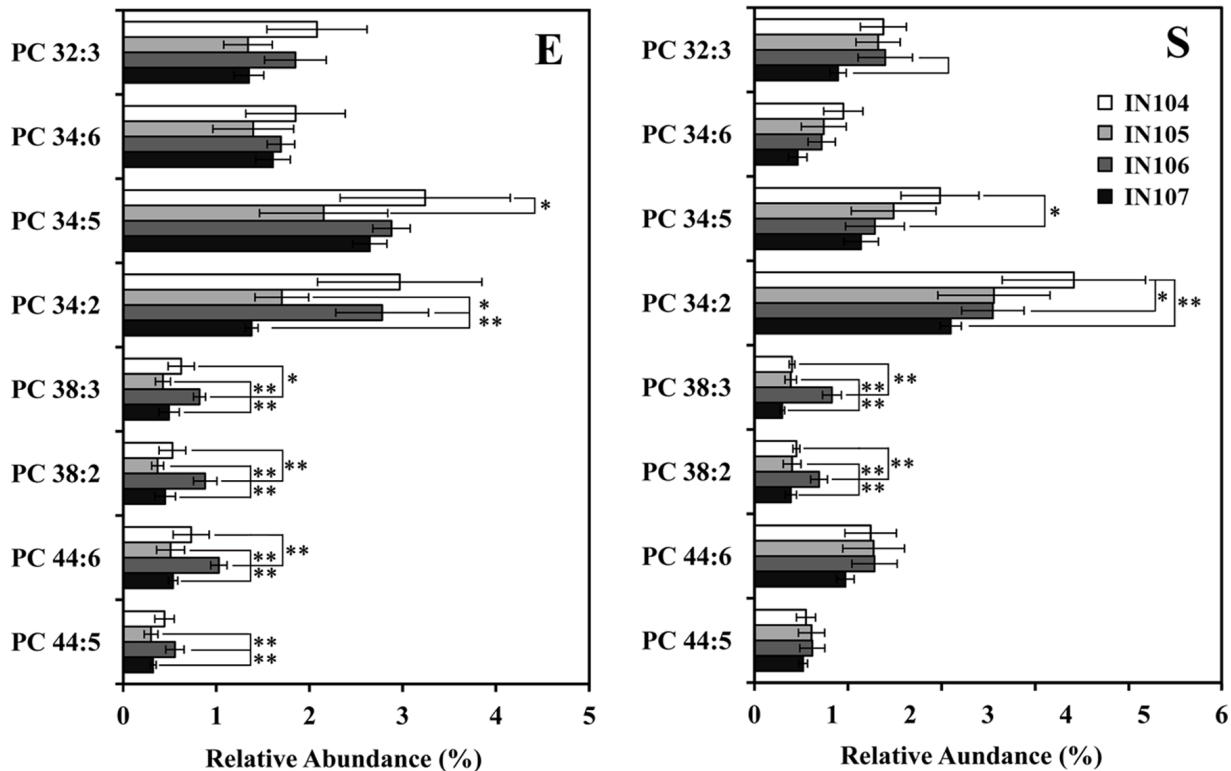 E
PC 32:3
PC 34:6
PC 34:5
*
PC 34:2
*
**
PC 38:3
*
**
**
PC 38:2
**
**
**
PC 44:6
**
**
**
PC 44:5
**
**
0 1 2 3 4 5
Relative Abundance (%)
S
IN104
IN105
IN106
IN107
PC 32:3
PC 34:6
PC 34:5
*
PC 34:2
* **
PC 38:3
**
**
**
PC 38:2
**
**
**
PC 44:6
PC 44:5
0 1 2 3 4 5 6
Relative Aundance (%)